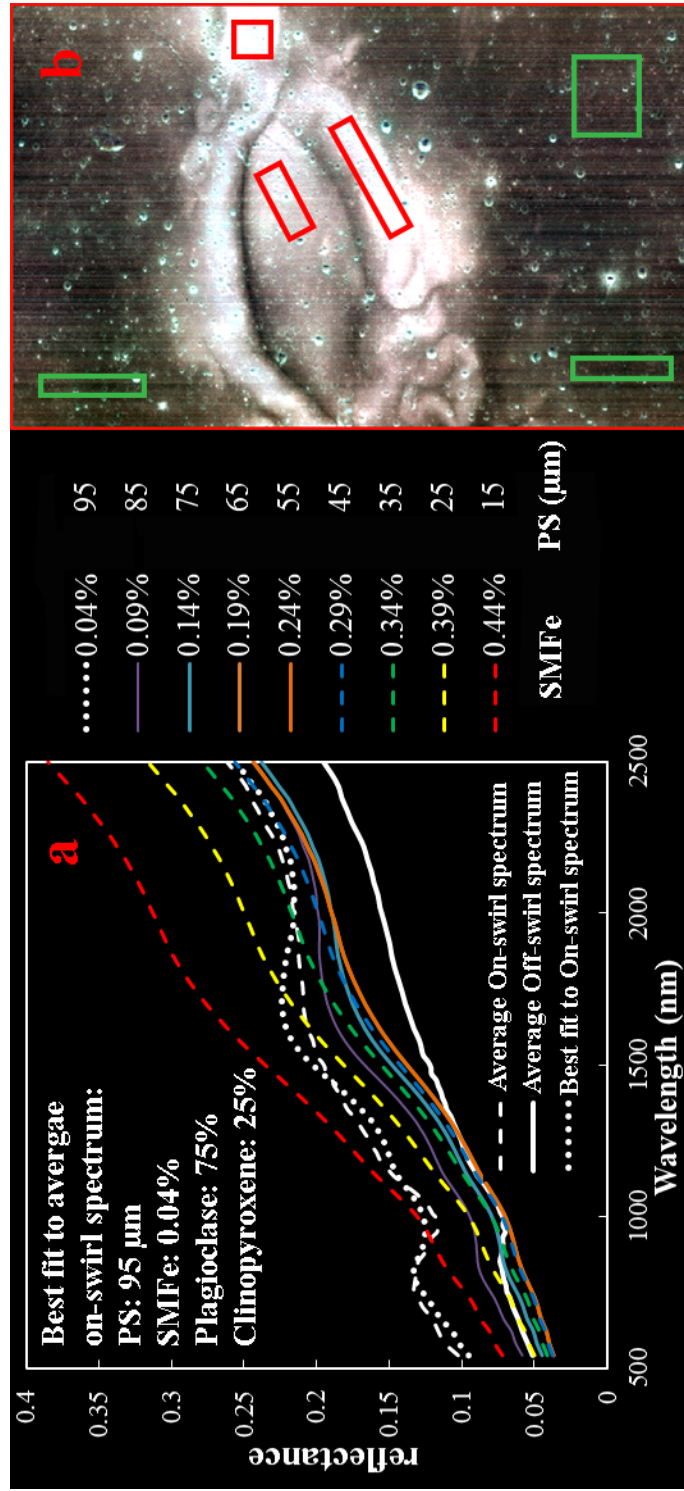 a
Best fit to avergae
on-swirl spectrum:
PS: 95 µm
SMFe: 0.04%
Plagioclase: 75%
Clinopyroxene: 25%
0.4
0.35
0.3
0.25
0.2
0.15
0.1
0.05
0
reflectance
500
1000
1500
2000
2500
Wavelength (nm)
Average On-swirl spectrum
Average Off-swirl spectrum
Best fit to On-swirl spectrum
0.04% 95
0.09% 85
0.14% 75
0.19% 65
0.24% 55
0.29% 45
0.34% 35
0.39% 25
0.44% 15
SMFe PS (µm)
b